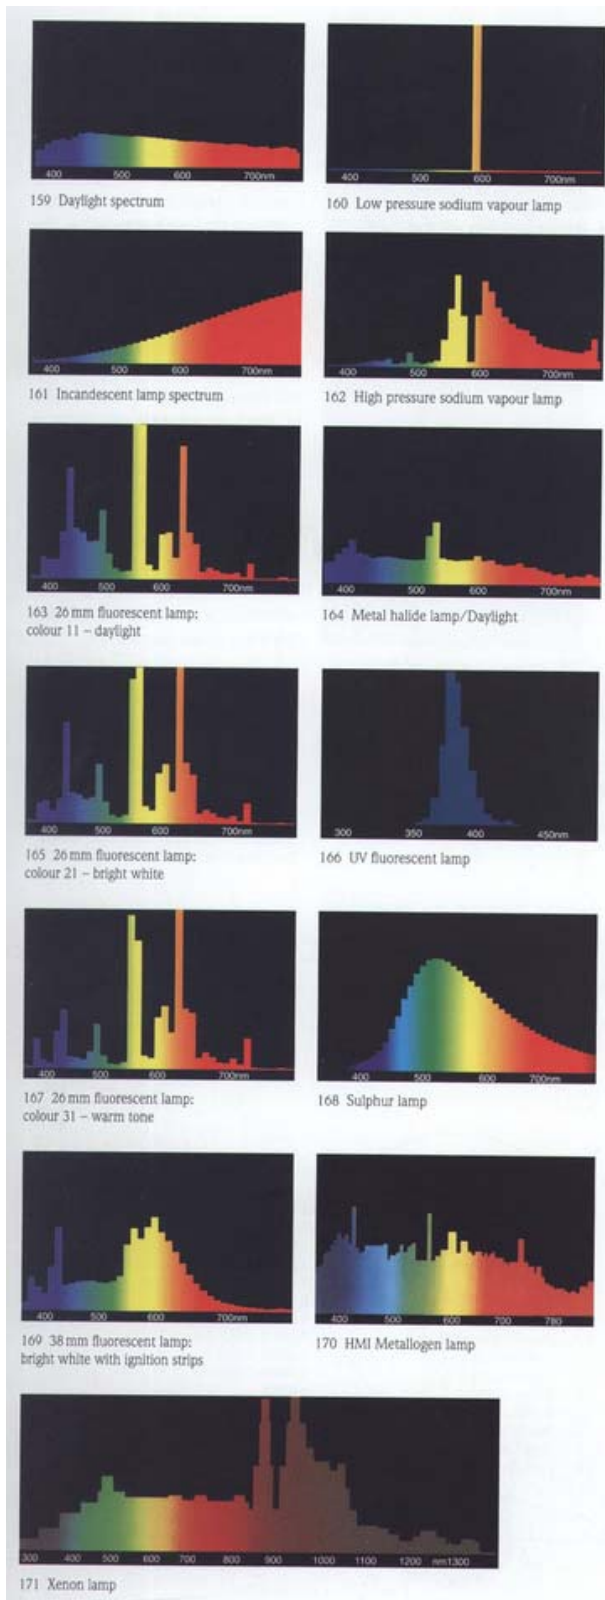 400 500 600 700nm
159 Daylight spectrum
400 500 600 700nm
160 Low pressure sodium vapour lamp
400 500 600 700nm
161 Incandescent lamp spectrum
400 500 600 700nm
162 High pressure sodium vapour lamp
400 500 600 700nm
163 26 mm fluorescent lamp:
colour 11 – daylight
400 500 600 700nm
164 Metal halide lamp/Daylight
400 500 600 700nm
165 26 mm fluorescent lamp:
colour 21 – bright white
300 350 400 450nm
166 UV fluorescent lamp
400 500 600 700nm
167 26 mm fluorescent lamp:
colour 31 – warm tone
400 500 600 700nm
168 Sulphur lamp
400 500 600 700nm
169 38 mm fluorescent lamp:
bright white with ignition strips
400 500 600 700 780
170 HMI Metallogen lamp
300 400 500 600 700 800 900 1000 1100 1200 nm1300
171 Xenon lamp